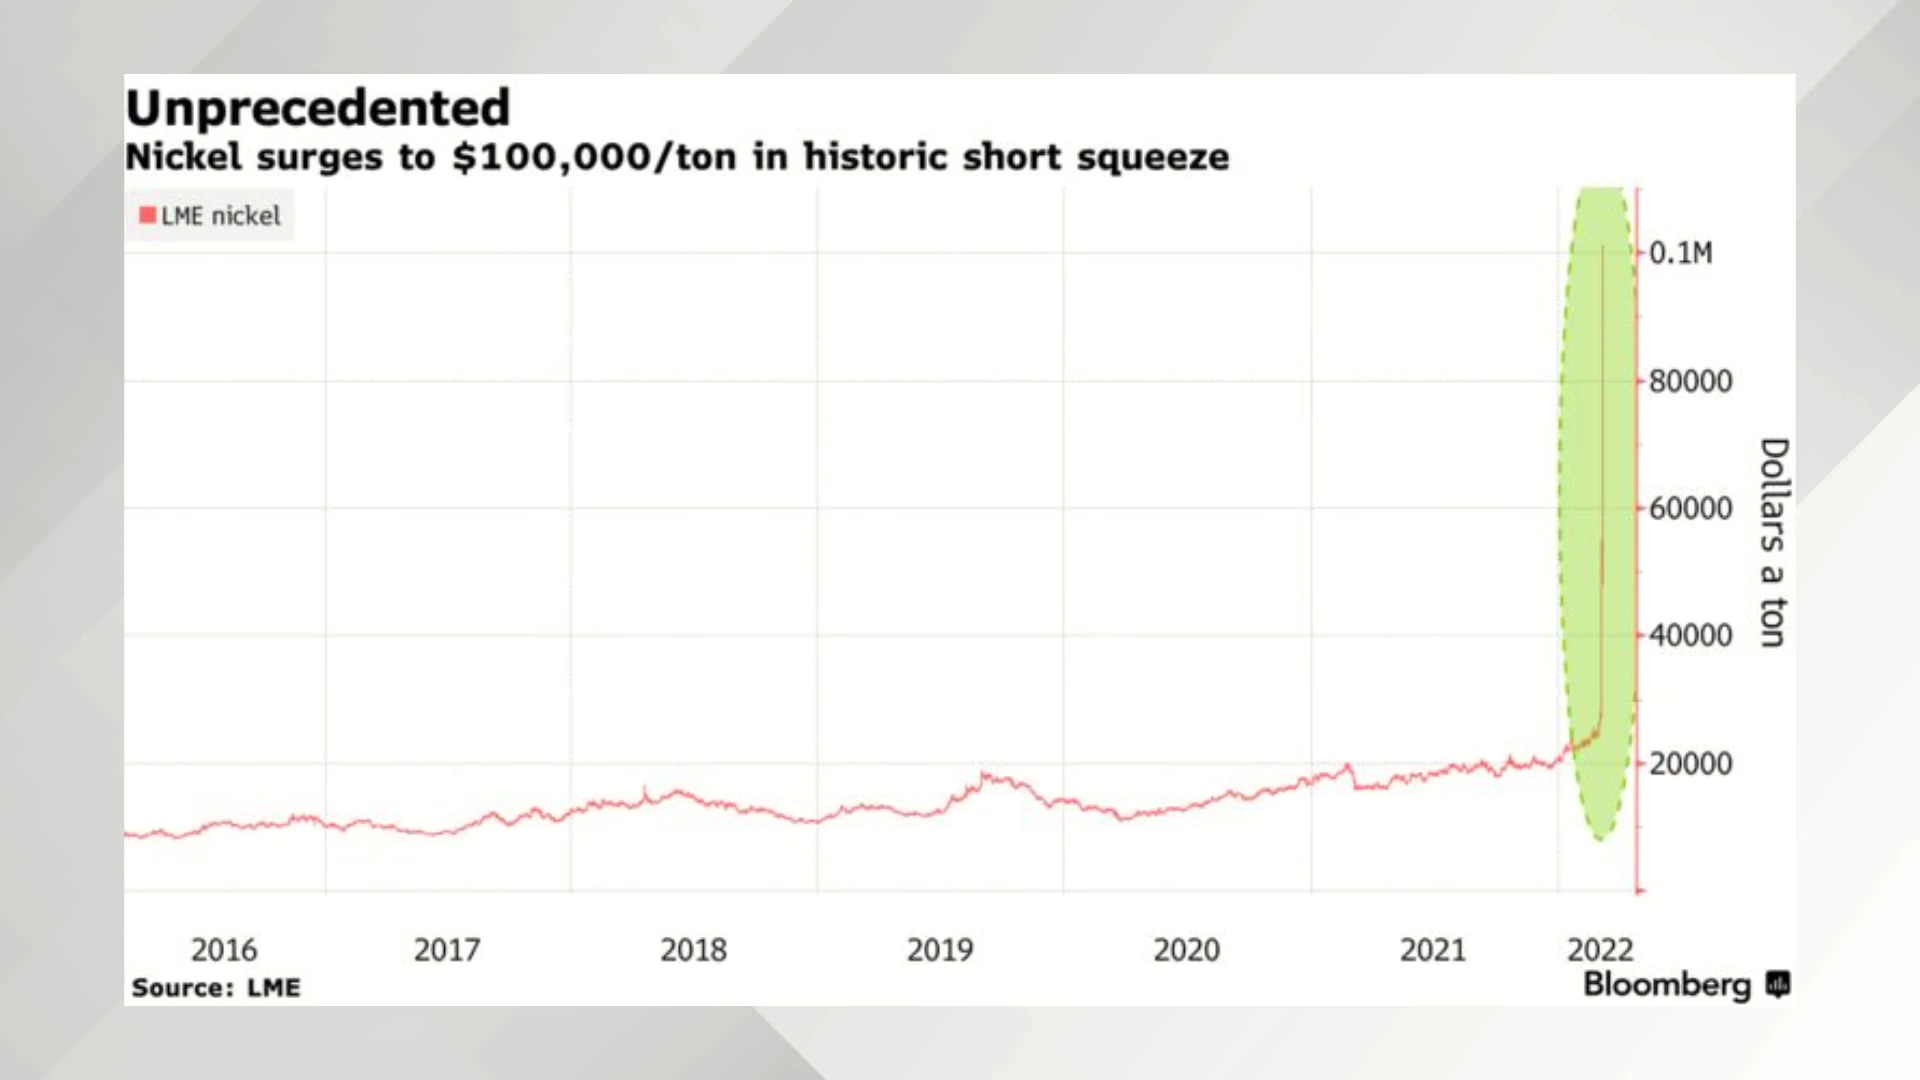 Unprecedented
Nickel surges to $100,000/ton in historic short squeeze
LME nickel
0.1M
80000
60000
40000
20000
Dollars a ton
2016 2017 2018 2019 2020 2021 2022
Source: LME
Bloomberg